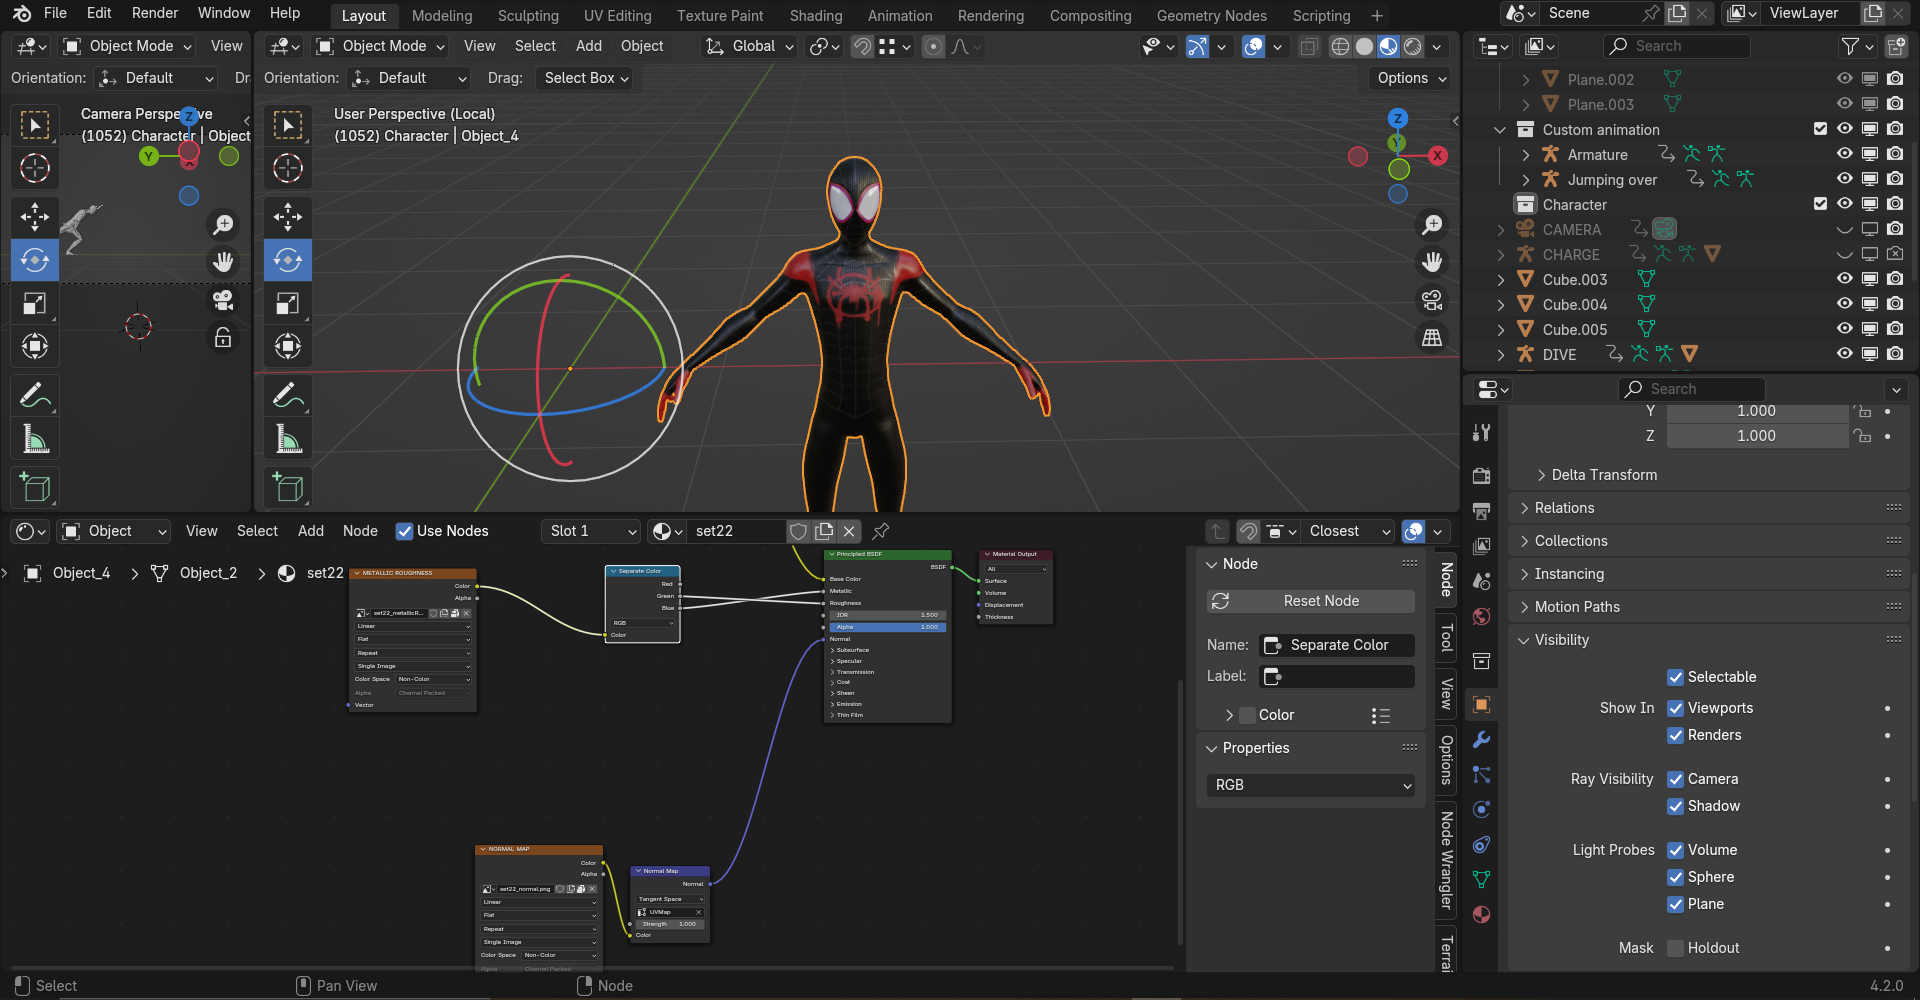 File Edit Render Window Help Layout Modeling Sculpting UV Editing Texture Paint Shading Animation Rendering Compositing Geometry Nodes Scripting + Scene ViewLayer
Object Mode View
Object Mode View Select Add Object Global
Search
Orientation: Default Dr
Orientation: Default Drag: Select Box Options
Camera Perspective
(1052) Character | Object
Z
Y
X
User Perspective (Local)
(1052) Character | Object_4
Z
Y
X
Plane.002
Plane.003
Custom animation
Armature
Jumping over
Character
CAMERA
CHARGE
Cube.003
Cube.004
Cube.005
DIVE
Search
Y 1.000
Z 1.000
Delta Transform
Relations
Collections
Instancing
Motion Paths
Visibility
Selectable
Show In Viewports
Renders
Ray Visibility Camera
Shadow
Light Probes Volume
Sphere
Plane
Mask Holdout
Object View Select Add Node Use Nodes Slot 1 set22 Closest
Object_4 Object_2 set22
METALLIC ROUGHNESS
Color
Alpha
set22_metallicR...
Linear
Flat
Repeat
Single Image
Color Space Non-Color
Alpha Channel Packed
Vector
Separate Color
Red
Green
Blue
RGB
Color
Principled BSDF
BSDF
Base Color
Metallic
Roughness
IOR 1.500
Alpha 1.000
Normal
Subsurface
Specular
Transmission
Coat
Sheen
Emission
Thin Film
Material Output
All
Surface
Volume
Displacement
Thickness
NORMAL MAP
Color
Alpha
set22_normal.png
Linear
Flat
Repeat
Single Image
Color Space Non-Color
Alpha Channel Packed
Normal Map
Normal
Tangent Space
UVMap
Strength 1.000
Color
Node
Reset Node
Name: Separate Color
Label:
Color
Properties
RGB
Node
Tool
View
Options
Node Wrangler
Terrai
Select Pan View Node 4.2.0